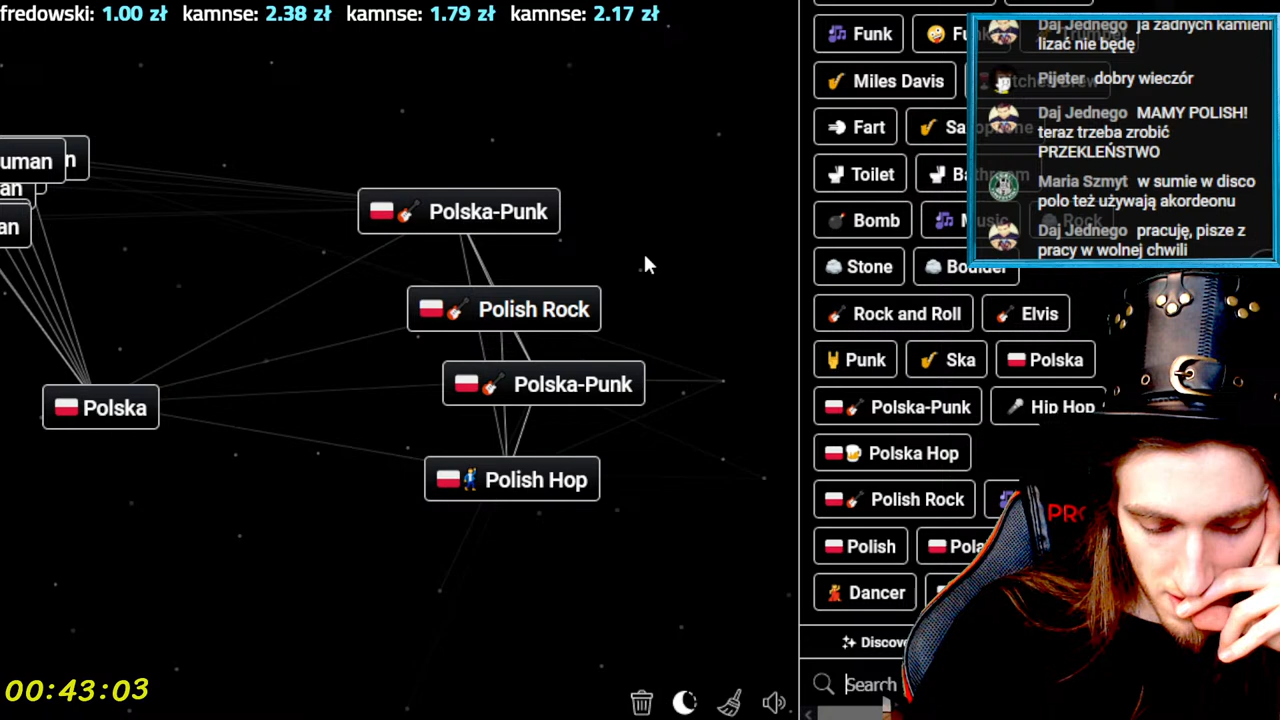 fredowski: 1.00 zł kamnse: 2.38 zł kamnse: 1.79 zł kamnse: 2.17 zł
uman
n
an
an
Polska-Punk
Polish Rock
Polska-Punk
Polska
Polish Hop
00:43:03
Funk
Miles Davis
Fart
Toilet
Bomb
Stone
Boulder
Rock and Roll
Elvis
Punk
Ska
Polska
Polska-Punk
Hip Hop
Polska Hop
Polish Rock
Polish
Pola
Dancer
Discov
Search
Daj Jednego ja żadnych kamieni
lizać nie będę
Pijeter dobry wieczór
Daj Jednego MAMY POLISH!
teraz trzeba zrobić
PRZEKLEŃSTWO
Maria Szmyt w sumie w disco
polo też używają akordeonu
Daj Jednego pracuję, pisze z
pracy w wolnej chwili
PRO